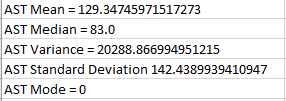 AST Mean = 129.34745971517273
AST Median = 83.0
AST Variance = 20288.866994951215
AST Standard Deviation 142.4389939410947
AST Mode = 0